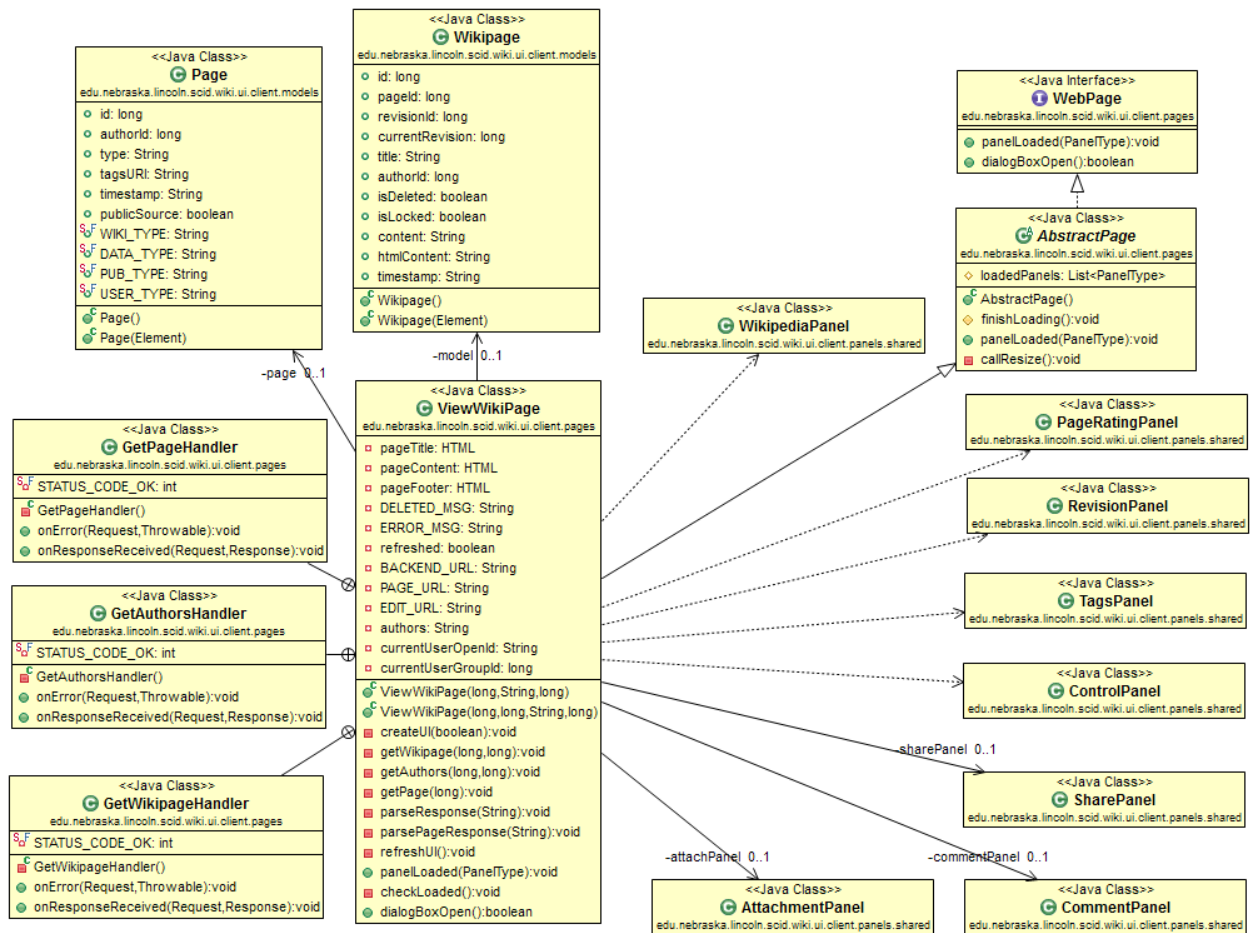 <<Java Class>>
Page
edu.nebraska.lincoln.scid.wiki.ui.client.models
id: long
authorId: long
type: String
tagsURI: String
timestamp: String
publicSource: boolean
WIKI_TYPE: String
DATA_TYPE: String
PUB_TYPE: String
USER_TYPE: String
Page()
Page(Element)
<<Java Class>>
Wikipage
edu.nebraska.lincoln.scid.wiki.ui.client.models
id: long
pageId: long
revisionId: long
currentRevision: long
title: String
authorId: long
isDeleted: boolean
isLocked: boolean
content: String
htmlContent: String
timestamp: String
Wikipage()
Wikipage(Element)
<<Java Interface>>
WebPage
edu.nebraska.lincoln.scid.wiki.ui.client.pages
panelLoaded(PanelType):void
dialogBoxOpen():boolean
<<Java Class>>
AbstractPage
edu.nebraska.lincoln.scid.wiki.ui.client.pages
loadedPanels: List<PanelType>
AbstractPage()
finishLoading():void
panelLoaded(PanelType):void
callResize():void
<<Java Class>>
WikipediaPanel
edu.nebraska.lincoln.scid.wiki.ui.client.panels.shared
-page 0..1
-model 0..1
<<Java Class>>
ViewWikiPage
edu.nebraska.lincoln.scid.wiki.ui.client.pages
pageTitle: HTML
pageContent: HTML
pageFooter: HTML
DELETED_MSG: String
ERROR_MSG: String
refreshed: boolean
BACKEND_URL: String
PAGE_URL: String
EDIT_URL: String
authors: String
currentUserOpenId: String
currentUserGroupId: long
ViewWikiPage(long,String,long)
ViewWikiPage(long,long,String,long)
createUI(boolean):void
getWikipage(long,long):void
getAuthors(long,long):void
getPage(long):void
parseResponse(String):void
parsePageResponse(String):void
refreshUI():void
panelLoaded(PanelType):void
checkLoaded():void
dialogBoxOpen():boolean
<<Java Class>>
GetPageHandler
edu.nebraska.lincoln.scid.wiki.ui.client.pages
STATUS_CODE_OK: int
GetPageHandler()
onError(Request,Throwable):void
onResponseReceived(Request,Response):void
<<Java Class>>
GetAuthorsHandler
edu.nebraska.lincoln.scid.wiki.ui.client.pages
STATUS_CODE_OK: int
GetAuthorsHandler()
onError(Request,Throwable):void
onResponseReceived(Request,Response):void
<<Java Class>>
GetWikipageHandler
edu.nebraska.lincoln.scid.wiki.ui.client.pages
STATUS_CODE_OK: int
GetWikipageHandler()
onError(Request,Throwable):void
onResponseReceived(Request,Response):void
<<Java Class>>
PageRatingPanel
edu.nebraska.lincoln.scid.wiki.ui.client.panels.shared
<<Java Class>>
RevisionPanel
edu.nebraska.lincoln.scid.wiki.ui.client.panels.shared
<<Java Class>>
TagsPanel
edu.nebraska.lincoln.scid.wiki.ui.client.panels.shared
<<Java Class>>
ControlPanel
edu.nebraska.lincoln.scid.wiki.ui.client.panels.shared
-sharePanel 0..1
<<Java Class>>
SharePanel
edu.nebraska.lincoln.scid.wiki.ui.client.panels.shared
-attachPanel 0..1
-commentPanel 0..1
<<Java Class>>
AttachmentPanel
edu.nebraska.lincoln.scid.wiki.ui.client.panels.shared
<<Java Class>>
CommentPanel
edu.nebraska.lincoln.scid.wiki.ui.client.panels.shared